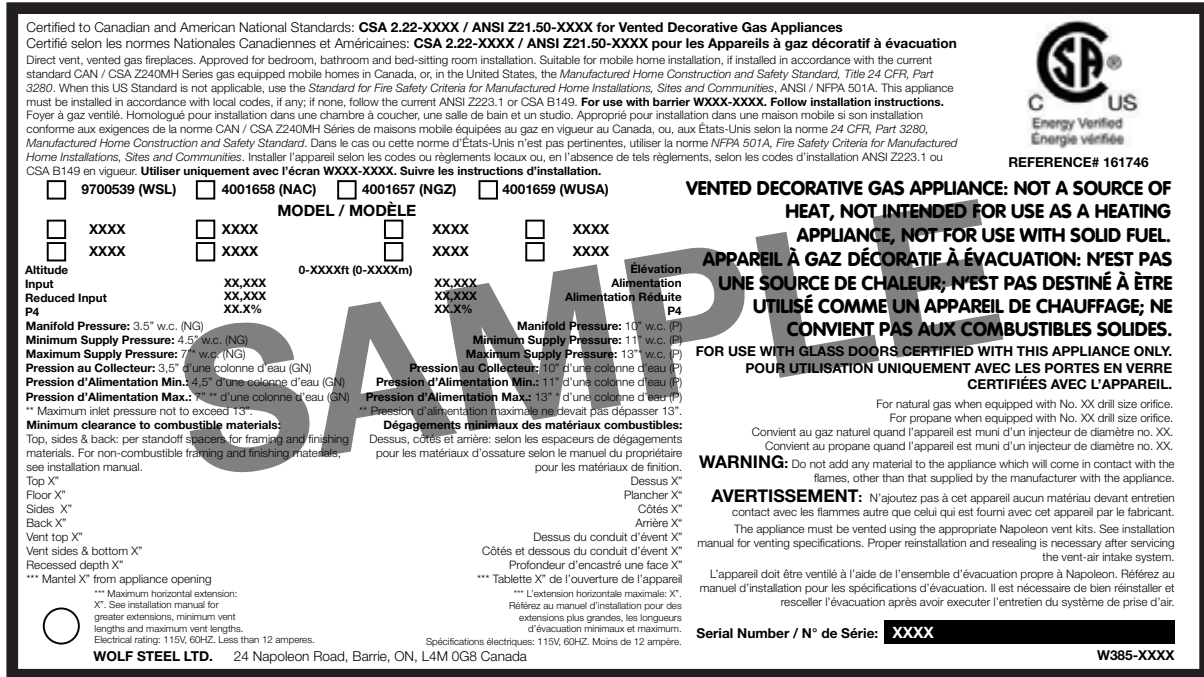 Certified to Canadian and American National Standards: CSA 2.22-XXXX / ANSI Z21.50-XXXX for Vented Decorative Gas Appliances
Certifié selon les normes Nationales Canadiennes et Américaines: CSA 2.22-XXXX / ANSI Z21.50-XXXX pour les Appareils à gaz décoratif à évacuation
Direct vent, vented gas fireplaces. Approved for bedroom, bathroom and bed-sitting room installation. Suitable for mobile home installation, if installed in accordance with the current
standard CAN / CSA Z240MH Series gas equipped mobile homes in Canada, or, in the United States, the Manufactured Home Construction and Safety Standard, Title 24 CFR, Part
3280. When this US Standard is not applicable, use the Standard for Fire Safety Criteria for Manufactured Home Installations, Sites and Communities, ANSI / NFPA 501A. This appliance
must be installed in accordance with local codes, if any; if none, follow the current ANSI Z223.1 or CSA B149. For use with barrier WXXX-XXXX. Follow installation instructions.
Foyer à gaz ventilé. Homologué pour installation dans une chambre à coucher, une salle de bain et un studio. Approprié pour installation dans une maison mobile si son installation
conforme aux exigences de la norme CAN / CSA Z240MH Séries de maisons mobile équipées au gaz en vigueur au Canada, ou, aux États-Unis selon la norme 24 CFR, Part 3280,
Manufactured Home Construction and Safety Standard. Dans le cas ou cette norme d'États-Unis n'est pas pertinentes, utiliser la norme NFPA 501A, Fire Safety Criteria for Manufactured
Home Installations, Sites and Communities. Installer l'appareil selon les codes ou règlements locaux ou, en l'absence de tels règlements, selon les codes d'installation ANSI Z223.1 ou
CSA B149 en vigueur. Utiliser uniquement avec l'écran WXXX-XXXX. Suivre les instructions d'installation.
CSA ®
C US
Energy Verified
Énergie vérifiée
REFERENCE# 161746
9700539 (WSL) 4001658 (NAC) 4001657 (NGZ) 4001659 (WUSA)
MODEL / MODÈLE
XXXX XXXX XXXX XXXX
XXXX XXXX XXXX XXXX
Altitude 0-XXXXft (0-XXXXm) Élévation
Input XX,XXX XX,XXX Alimentation
Reduced Input XX,XXX XX,XXX Alimentation Réduite
P4 XX.X% XX.X% P4
Manifold Pressure: 3.5" w.c. (NG) Manifold Pressure: 10" w.c. (P)
Minimum Supply Pressure: 4.5" w.c. (NG) Minimum Supply Pressure: 11" w.c. (P)
Maximum Supply Pressure: 7"* w.c. (NG) Maximum Supply Pressure: 13"* w.c. (P)
Pression au Collecteur: 3,5" d'une colonne d'eau (GN) Pression au Collecteur: 10" d'une colonne d'eau (P)
Pression d'Alimentation Min.: 4,5" d'une colonne d'eau (GN) Pression d'Alimentation Min.: 11" d'une colonne d'eau (P)
Pression d'Alimentation Max.: 7" ** d'une colonne d'eau (GN) Pression d'Alimentation Max.: 13" * d'une colonne d'eau (P)
** Maximum inlet pressure not to exceed 13". ** Pression d'alimentation maximale ne devait pas dépasser 13".
Minimum clearance to combustible materials: Dégagements minimaux des matériaux combustibles:
Top, sides & back: per standoff spacers for framing and finishing Dessus, côtés et arrière: selon les espaceurs de dégagements
materials. For non-combustible framing and finishing materials, pour les matériaux d'ossature selon le manuel du propriétaire
see installation manual. pour les matériaux de finition.
Top X" Dessus X"
Floor X" Plancher X"
Sides X" Côtés X"
Back X" Arrière X"
Vent top X" Dessus du conduit d'évent X"
Vent sides & bottom X" Côtés et dessous du conduit d'évent X"
Recessed depth X" Profondeur d'encastré une face X"
*** Mantel X" from appliance opening *** Tablette X" de l'ouverture de l'appareil
*** Maximum horizontal extension: *** L'extension horizontale maximale: X".
X". See installation manual for Référez au manuel d'installation pour des
greater extensions, minimum vent extensions plus grandes, les longueurs
lengths and maximum vent lengths. d'évacuation minimaux et maximum.
Electrical rating: 115V, 60HZ. Less than 12 amperes. Spécifications électriques: 115V, 60HZ. Moins de 12 ampère.
WOLF STEEL LTD. 24 Napoleon Road, Barrie, ON, L4M 0G8 Canada
VENTED DECORATIVE GAS APPLIANCE: NOT A SOURCE OF
HEAT, NOT INTENDED FOR USE AS A HEATING
APPLIANCE, NOT FOR USE WITH SOLID FUEL.
APPAREIL À GAZ DÉCORATIF À ÉVACUATION: N'EST PAS
UNE SOURCE DE CHALEUR; N'EST PAS DESTINÉ À ÈTRE
UTILISÉ COMME UN APPAREIL DE CHAUFFAGE; NE
CONVIENT PAS AUX COMBUSTIBLES SOLIDES.
FOR USE WITH GLASS DOORS CERTIFIED WITH THIS APPLIANCE ONLY.
POUR UTILISATION UNIQUEMENT AVEC LES PORTES EN VERRE
CERTIFIÉES AVEC L'APPAREIL.
For natural gas when equipped with No. XX drill size orifice.
For propane when equipped with No. XX drill size orifice.
Convient au gaz naturel quand l'appareil est muni d'un injecteur de diamètre no. XX.
Convient au propane quand l'appareil est muni d'un injecteur de diamètre no. XX.
WARNING: Do not add any material to the appliance which will come in contact with the
flames, other than that supplied by the manufacturer with the appliance.
AVERTISSEMENT: N'ajoutez pas à cet appareil aucun matériau devant entretien
contact avec les flammes autre que celui qui est fourni avec cet appareil par le fabricant.
The appliance must be vented using the appropriate Napoleon vent kits. See installation
manual for venting specifications. Proper reinstallation and resealing is necessary after servicing
the vent-air intake system.
L'appareil doit être ventilé à l'aide de l'ensemble d'évacuation propre à Napoleon. Référez au
manuel d'installation pour les spécifications d'évacuation. Il est nécessaire de bien réinstaller et
resceller l'évacuation après avoir executer l'entretien du système de prise d'air.
Serial Number / N° de Série: XXXX
W385-XXXX
SAMPLE